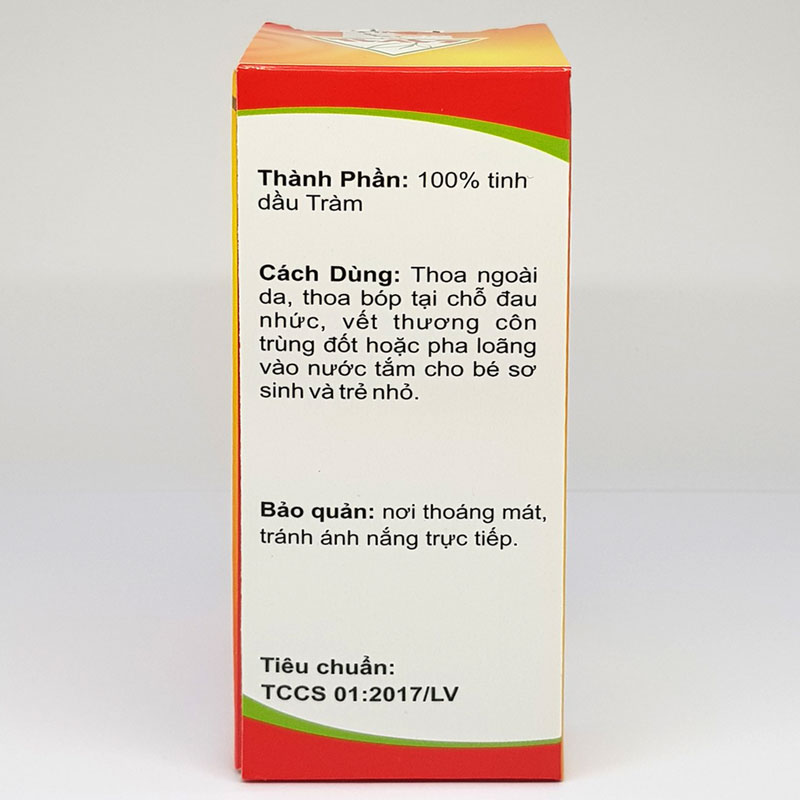 Thành Phần: 100% tinh
dầu Tràm
Cách Dùng: Thoa ngoài
da, thoa bóp tại chỗ đau
nhức, vết thương côn
trùng đốt hoặc pha loãng
vào nước tắm cho bé sơ
sinh và trẻ nhỏ.
Bảo quản: nơi thoáng mát,
tránh ánh nắng trực tiếp.
Tiêu chuẩn:
TCCS 01:2017/LV